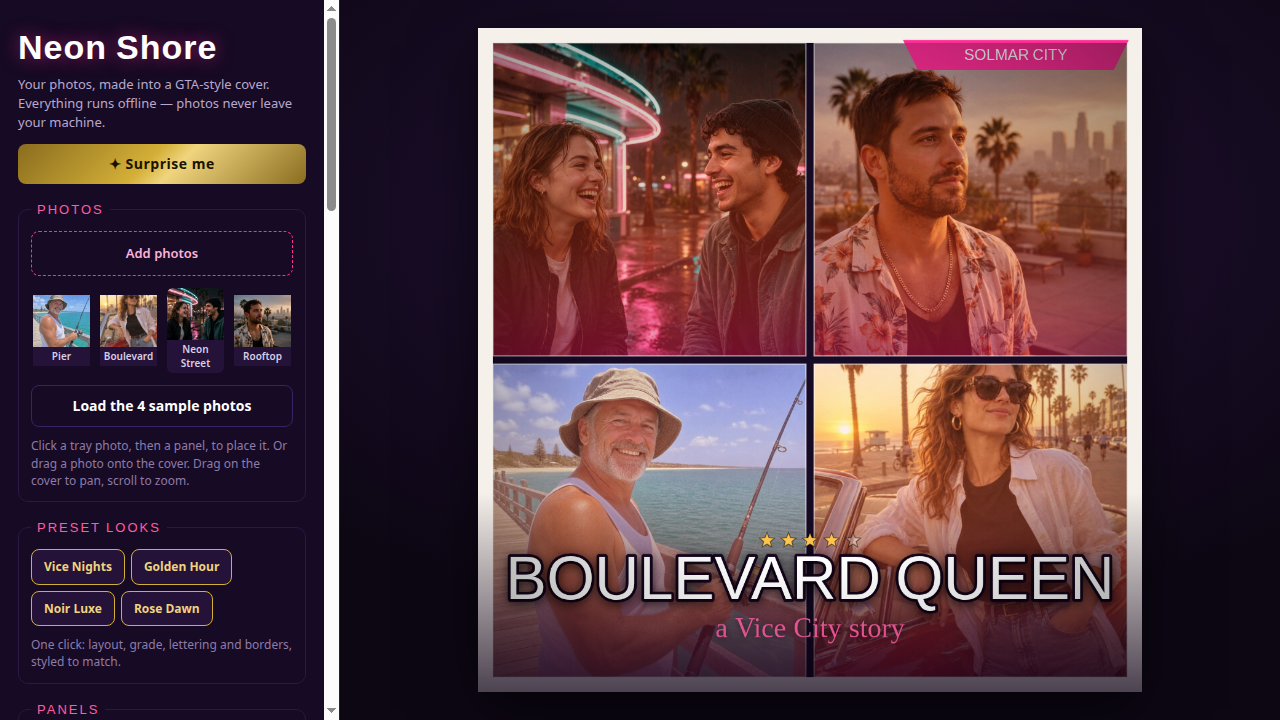 Neon Shore
Your photos, made into a GTA-style cover.
Everything runs offline — photos never leave
your machine.
✦ Surprise me
PHOTOS
Add photos
Pier
Boulevard
Neon
Street
Rooftop
Load the 4 sample photos
Click a tray photo, then a panel, to place it. Or
drag a photo onto the cover. Drag on the
cover to pan, scroll to zoom.
PRESET LOOKS
Vice Nights
Golden Hour
Noir Luxe
Rose Dawn
One click: layout, grade, lettering and borders,
styled to match.
PANELS
SOLMAR CITY
BOULEVARD QUEEN
a Vice City story